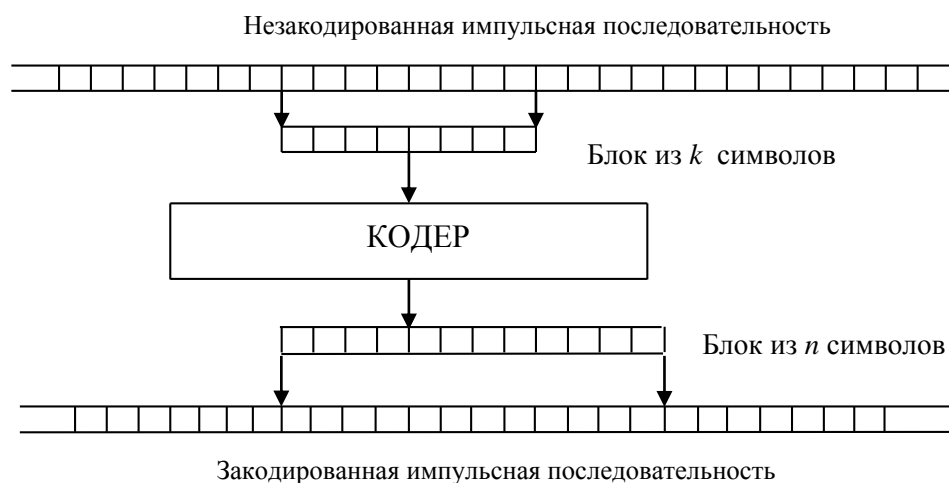 Незакодированная импульсная последовательность
Блок из k символов
КОДЕР
Блок из n символов
Закодированная импульсная последовательность